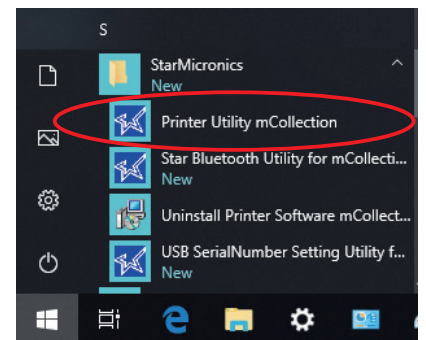 S
StarMicronics
New
Printer Utility mCollection
Star Bluetooth Utility for mCollecti...
New
Uninstall Printer Software mCollect...
USB SerialNumber Setting Utility f...
New